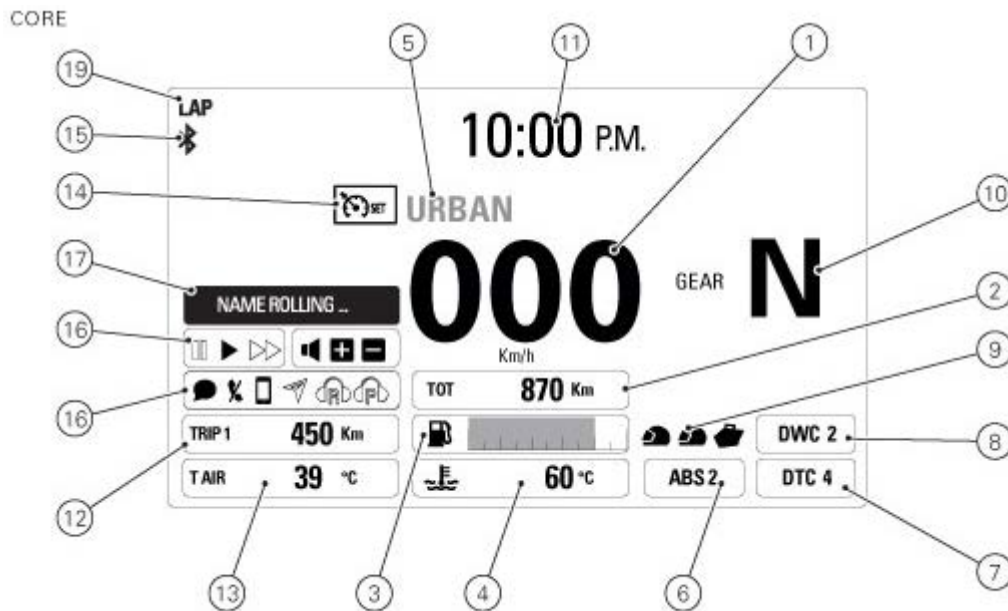 CORE
19
5
11
1
LAP
15
10:00 P.M.
14
SET
URBAN
10
17
000
GEAR
N
NAME ROLLING ...
2
16
Km/h
9
TOT 870 Km
16
R P
TRIP 1 450 Km
DWC 2
8
T AIR 39 °C
60 °C
ABS 2
DTC 4
12
13
3
4
6
7